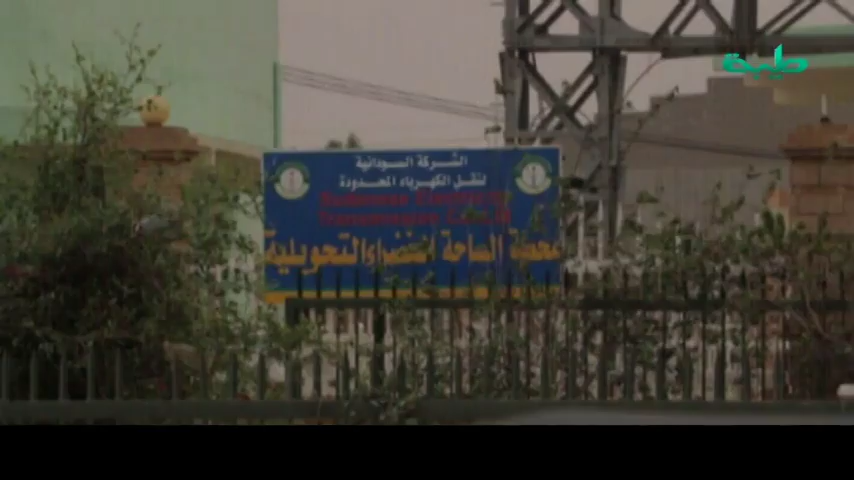 طيبة
الشركة السودانية
لنقل الكهرباء المحدودة
Sudanese Electricity
Transmission Co.Ltd
محطة الساحة الخضراء التحويلية